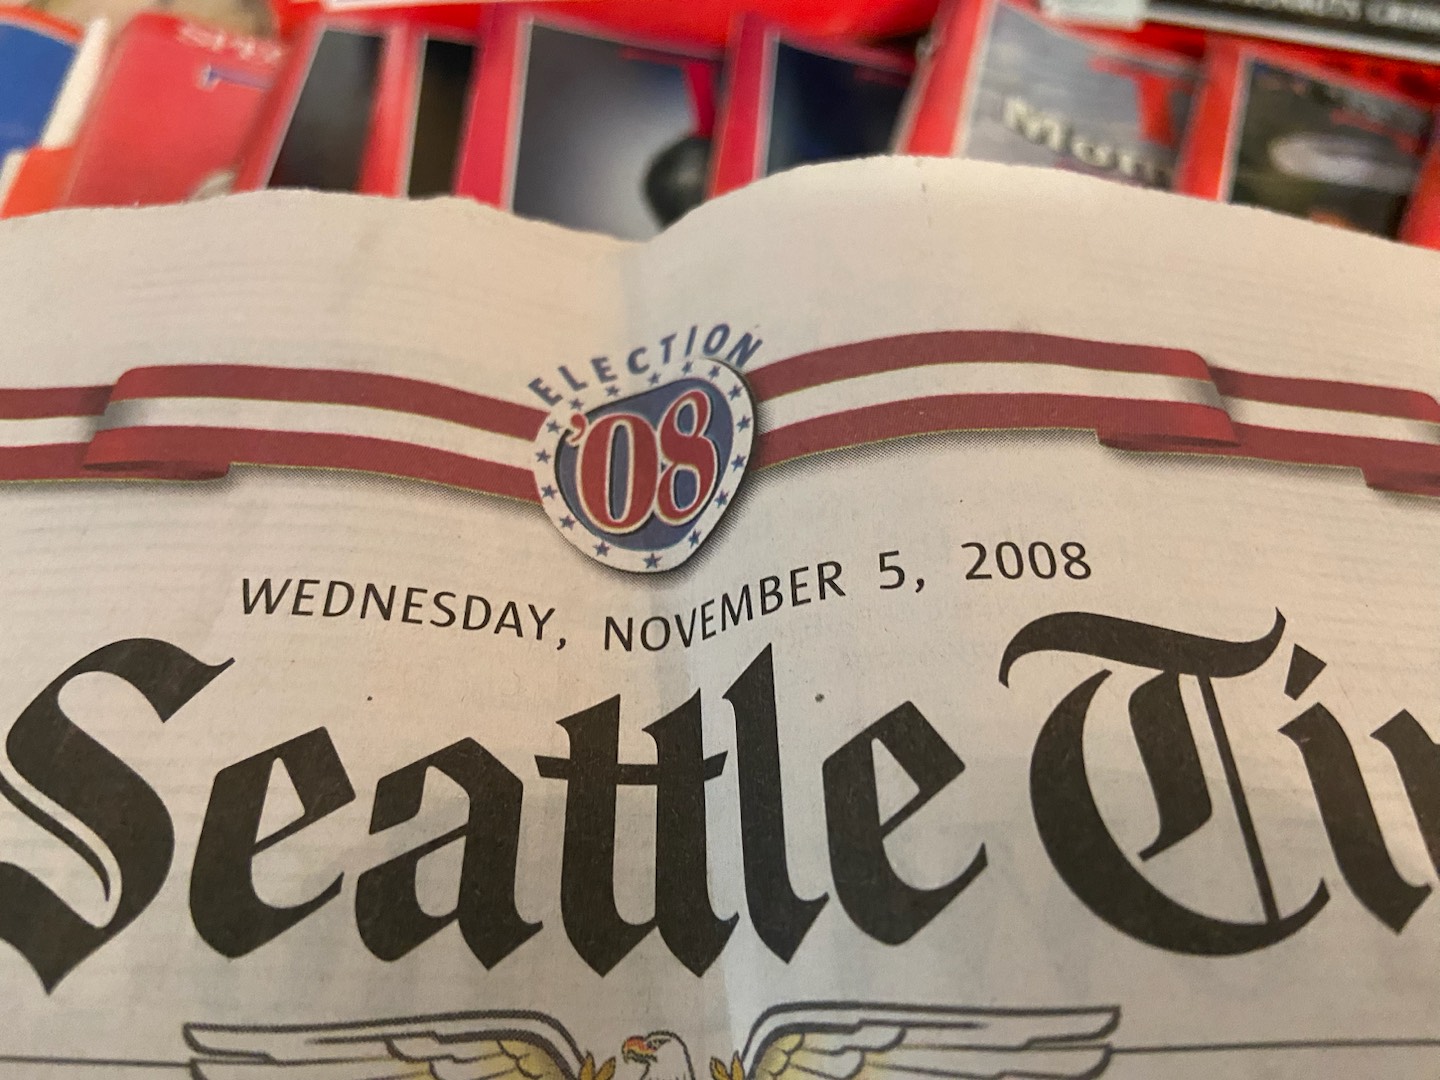 ELECTION
'08
WEDNESDAY, NOVEMBER 5, 2008
Seattle